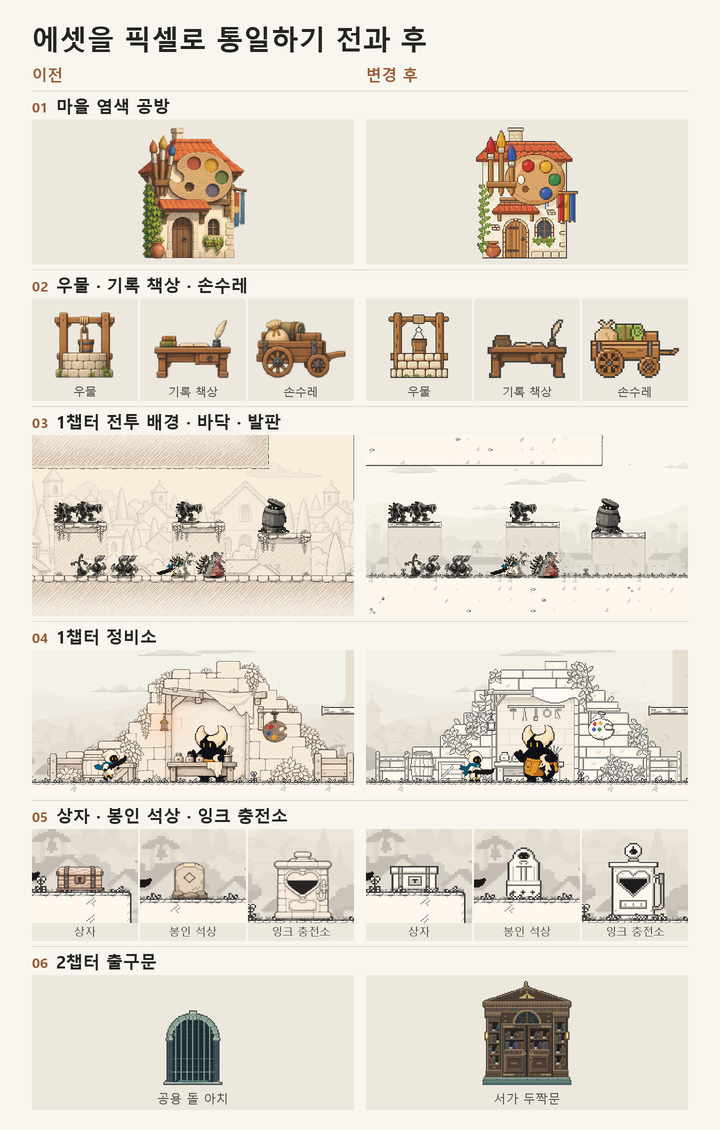 에셋을 픽셀로 통일하기 전과 후
이전 변경 후
01 마을 염색 공방
02 우물 · 기록 책상 · 손수레
우물 기록 책상 손수레 우물 기록 책상 손수레
03 1챕터 전투 배경 · 바닥 · 발판
04 1챕터 정비소
05 상자 · 봉인 석상 · 잉크 충전소
상자 봉인 석상 잉크 충전소 상자 봉인 석상 잉크 충전소
06 2챕터 출구문
공용 돌 아치 서가 두짝문